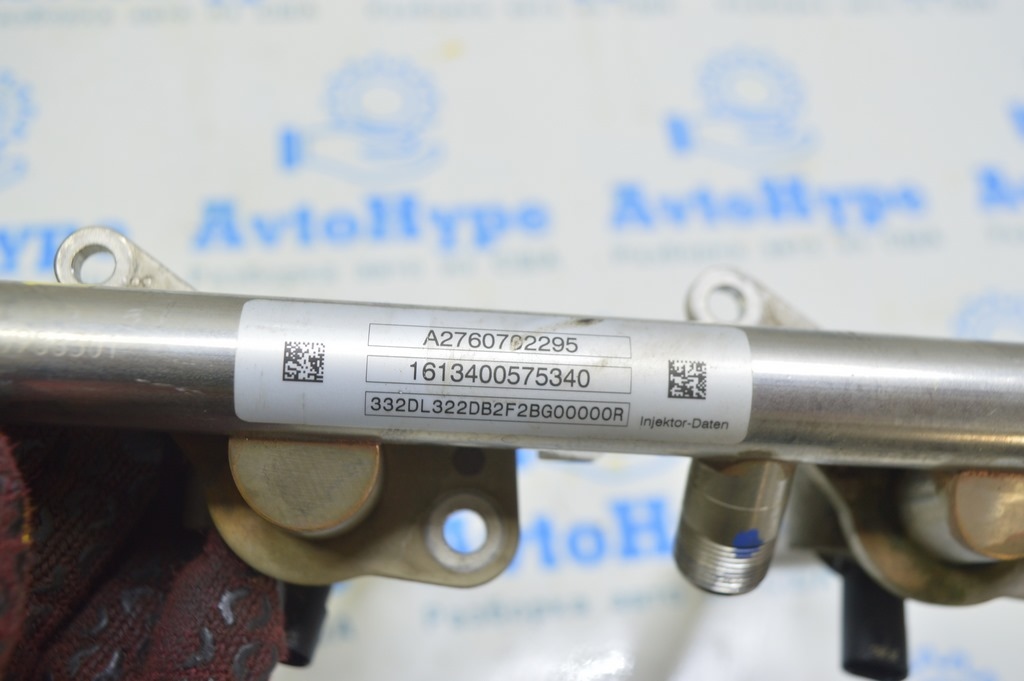 AvtoHype
AvtoHype
A2760702295
1613400575340
332DL322DB2F2BG00000R
Injektor-Daten